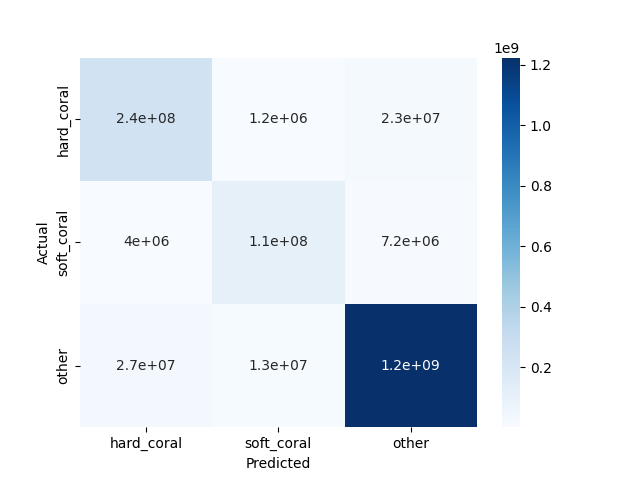 1e9
hard_coral
2.4e+08 1.2e+06 2.3e+07
Actual
soft_coral
4e+06 1.1e+08 7.2e+06
other
2.7e+07 1.3e+07 1.2e+09
hard_coral soft_coral other
Predicted
1.2
1.0
0.8
0.6
0.4
0.2